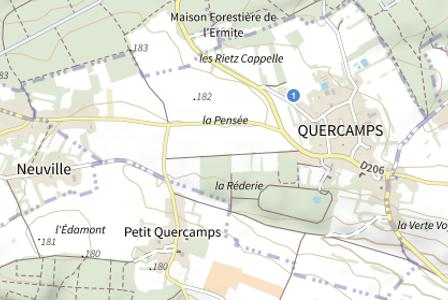 Maison Forestière de
l'Ermite
183
les Rietz Cappelle
83
182
1
la Pensée
QUERCAMPS
D206
Neuville
la Réderie
l'Édamont
Petit Quercamps
la Verte Vo
181
180
180